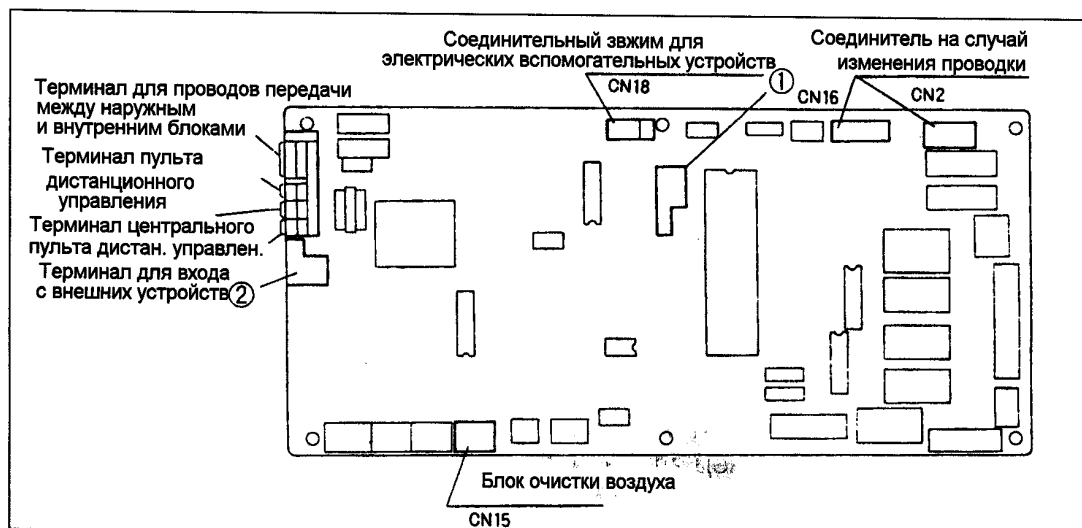 Соединительный звжим для
электрических вспомогательных устройств
CN18
①
Соединитель на случай
изменения проводки
CN16
CN2
Терминал для проводов передачи
между наружным
и внутренним блоками
Терминал пульта
дистанционного
управления
Терминал центрального
пульта дистан. управлен.
Терминал для входа
с внешних устройств②
Блок очистки воздуха
CN15